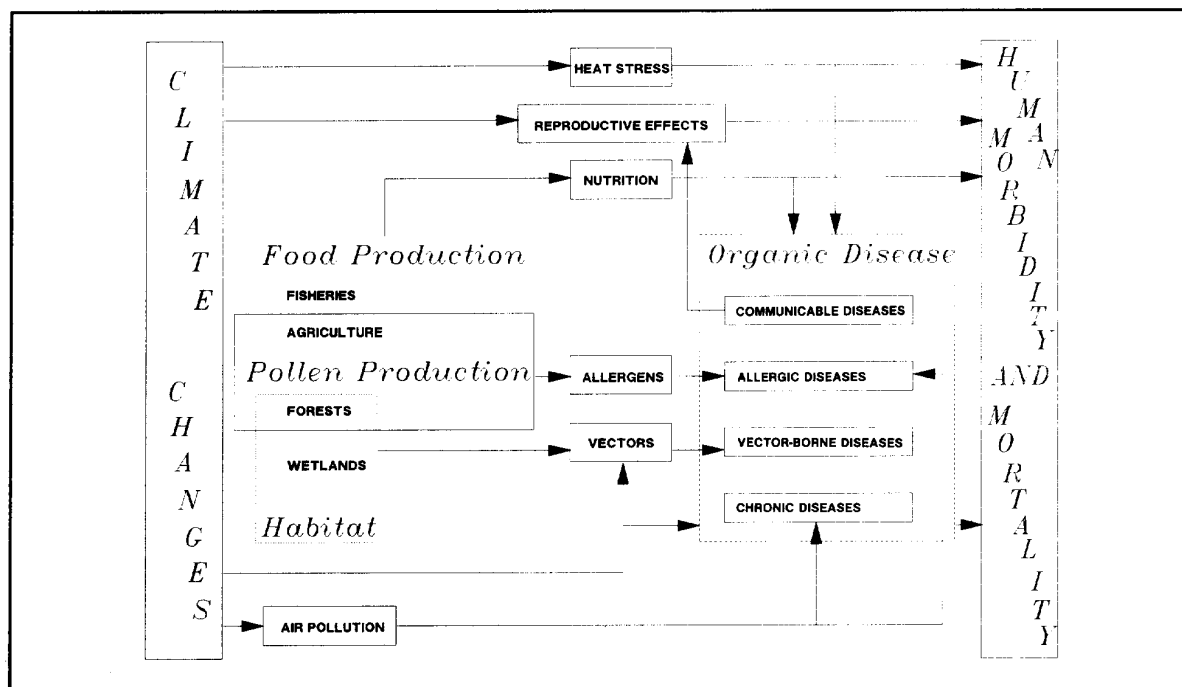 CLIMATE CHANGES
HEAT STRESS
REPRODUCTIVE EFFECTS
NUTRITION
Food Production
FISHERIES
AGRICULTURE
Pollen Production
FORESTS
WETLANDS
Habitat
AIR POLLUTION
ALLERGENS
VECTORS
Organic Disease
COMMUNICABLE DISEASES
ALLERGIC DISEASES
VECTOR-BORNE DISEASES
CHRONIC DISEASES
HUMAN MORBIDITY AND MORTALITY